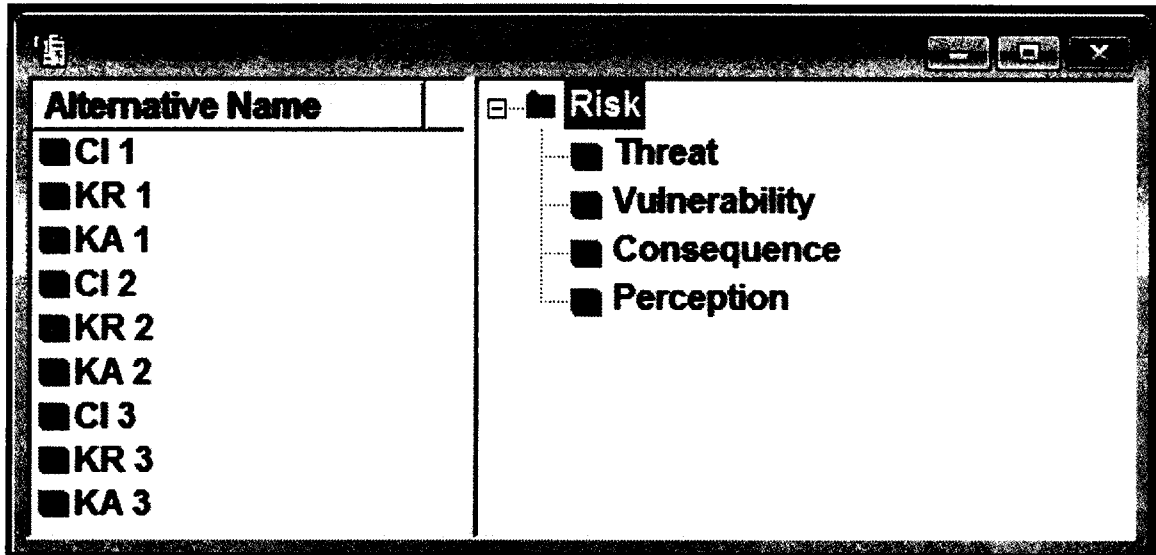 Alternative Name
CI 1
KR 1
KA 1
CI 2
KR 2
KA 2
CI 3
KR 3
KA 3
Risk
Threat
Vulnerability
Consequence
Perception